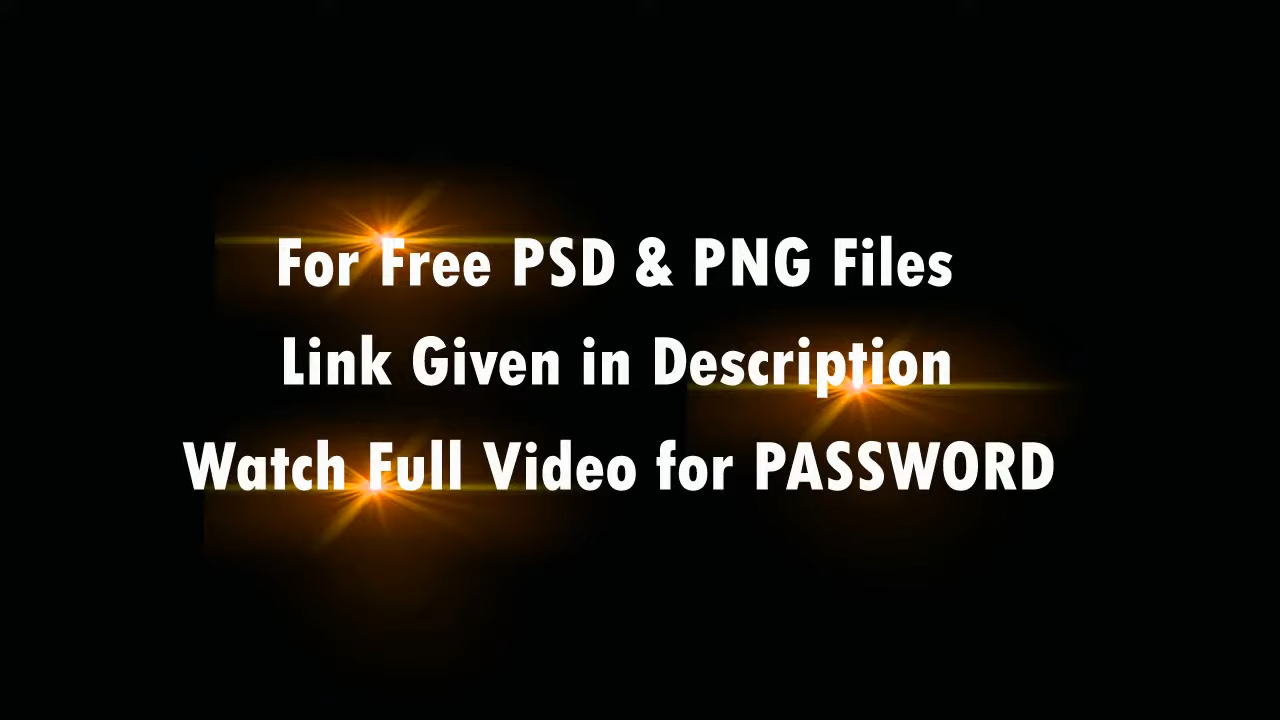 For Free PSD & PNG Files
Link Given in Description
Watch Full Video for PASSWORD